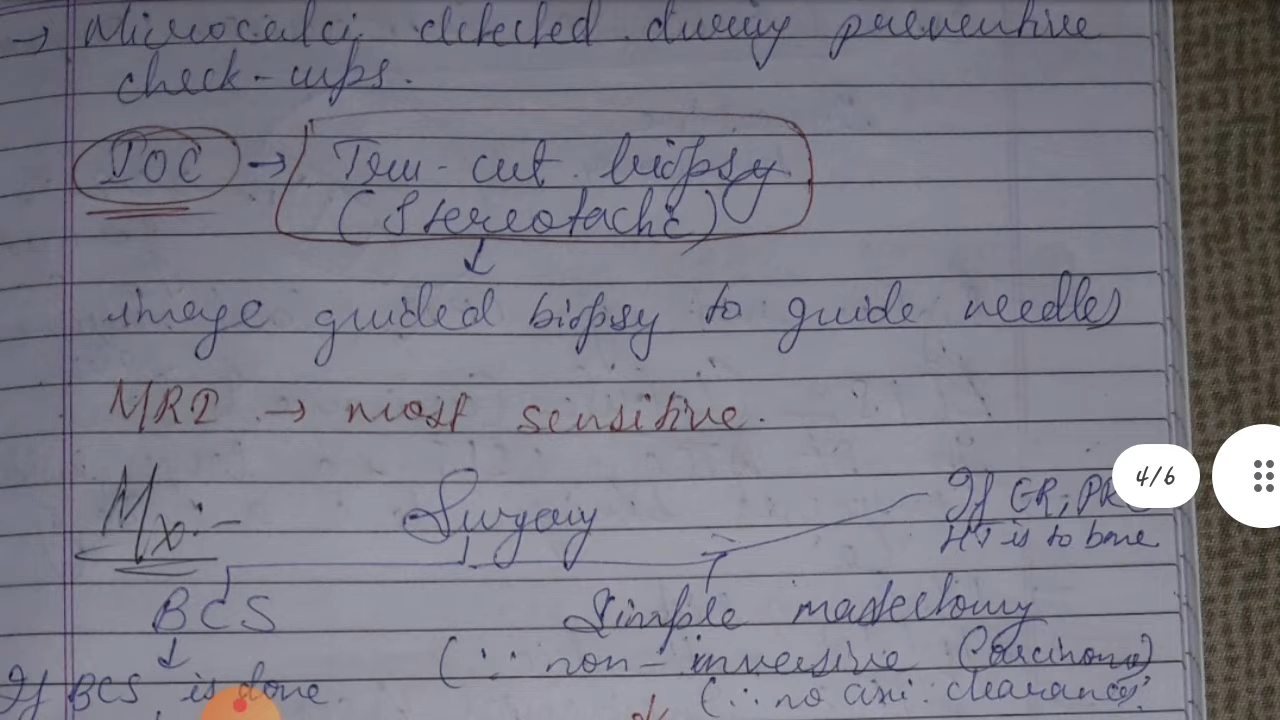 → Microcalci detected during preventive
check-ups.
IOC → Tru-cut biopsy
(Stereotactic)
↓
image guided biopsy to guide needles
MRI → most sensitive.
Mx:- Surgery
If ER, PR
HT is to done
4/6
BCS Simple mastectomy
↓ (∵ non-inversive Carcinoma)
If BCS is done. (∴ no axi. clearance)